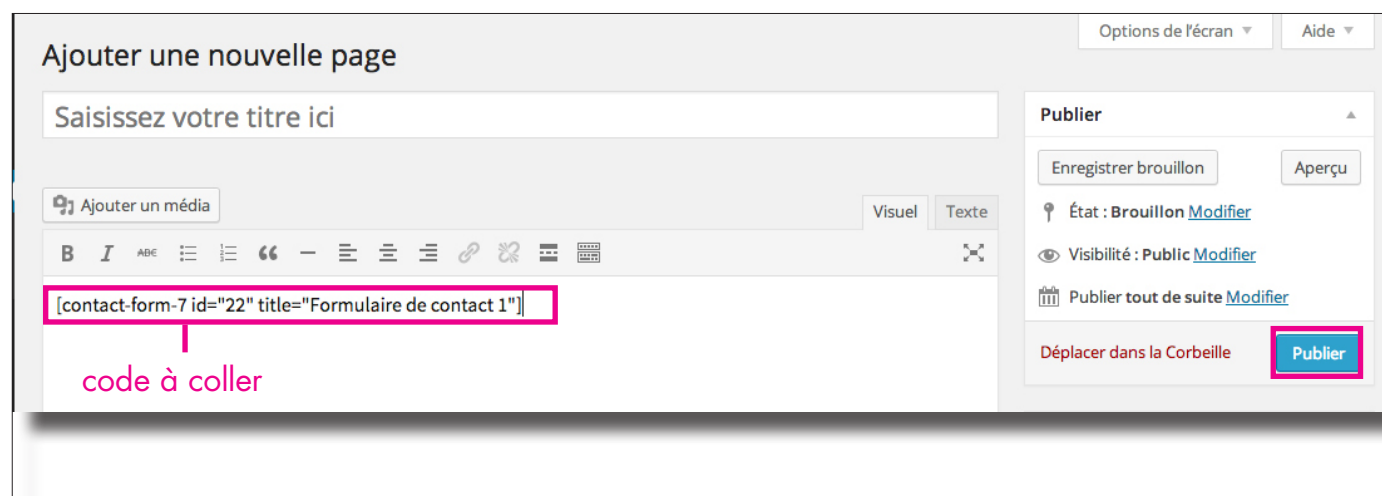 Options de l'écran ▼
Aide ▼
Ajouter une nouvelle page
Saisissez votre titre ici
Publier
Enregistrer brouillon
Aperçu
Ajouter un média
Visuel
Texte
État : Brouillon Modifier
B I ABC
Visibilité : Public Modifier
[contact-form-7 id="22" title="Formulaire de contact 1"]
Publier tout de suite Modifier
Déplacer dans la Corbeille
Publier
code à coller